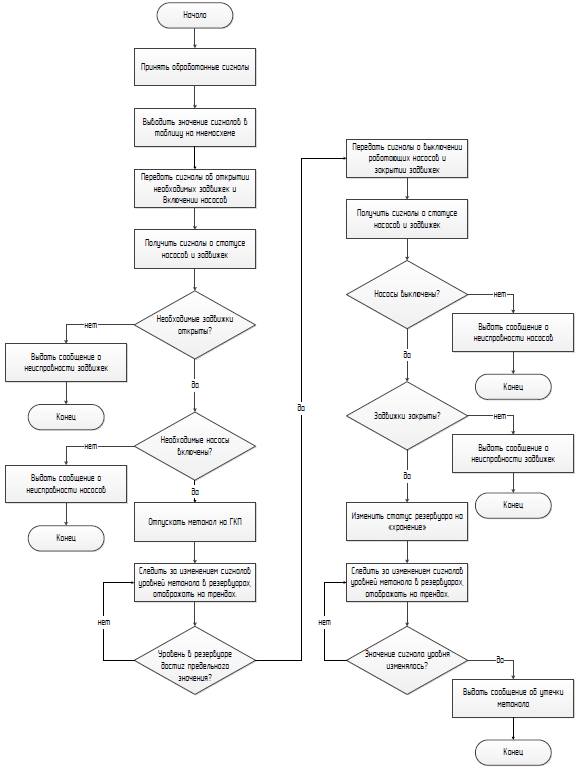 Начало
Принять обработанные сигналы
Выводить значение сигналов в
таблицу на мнемосхеме
Передать сигналы об открытии
необходимых задвижек и
Включении насосов
Получить сигналы о статусе
насосов и задвижек
Необходимые задвижки
открыты?
нет
Выдать сообщение о
неисправности задвижек
Конец
да
Необходимые насосы
включены?
нет
Выдать сообщение о
неисправности насосов
Конец
да
Отпускать метанол на ГКП
Следить за изменением сигналов
уровней метанола в резервуарах,
отображать на трендах.
нет
Уровень в резервуаре
достиг предельного
значения?
да
Передать сигналы о выключении
работающих насосов и
закрытии задвижек
Получить сигналы о статусе
насосов и задвижек
Насосы выключены?
нет
Выдать сообщение о
неисправности насосов
Конец
да
Задвижки закрыты?
нет
Выдать сообщение о
неисправности задвижек
Конец
да
Изменить статус резервуара на
«хранение»
Следить за изменением сигналов
уровней метанола в резервуарах,
отображать на трендах.
нет
Значение сигнала уровня
изменялось?
да
Выдать сообщение об утечки
метанола
Конец